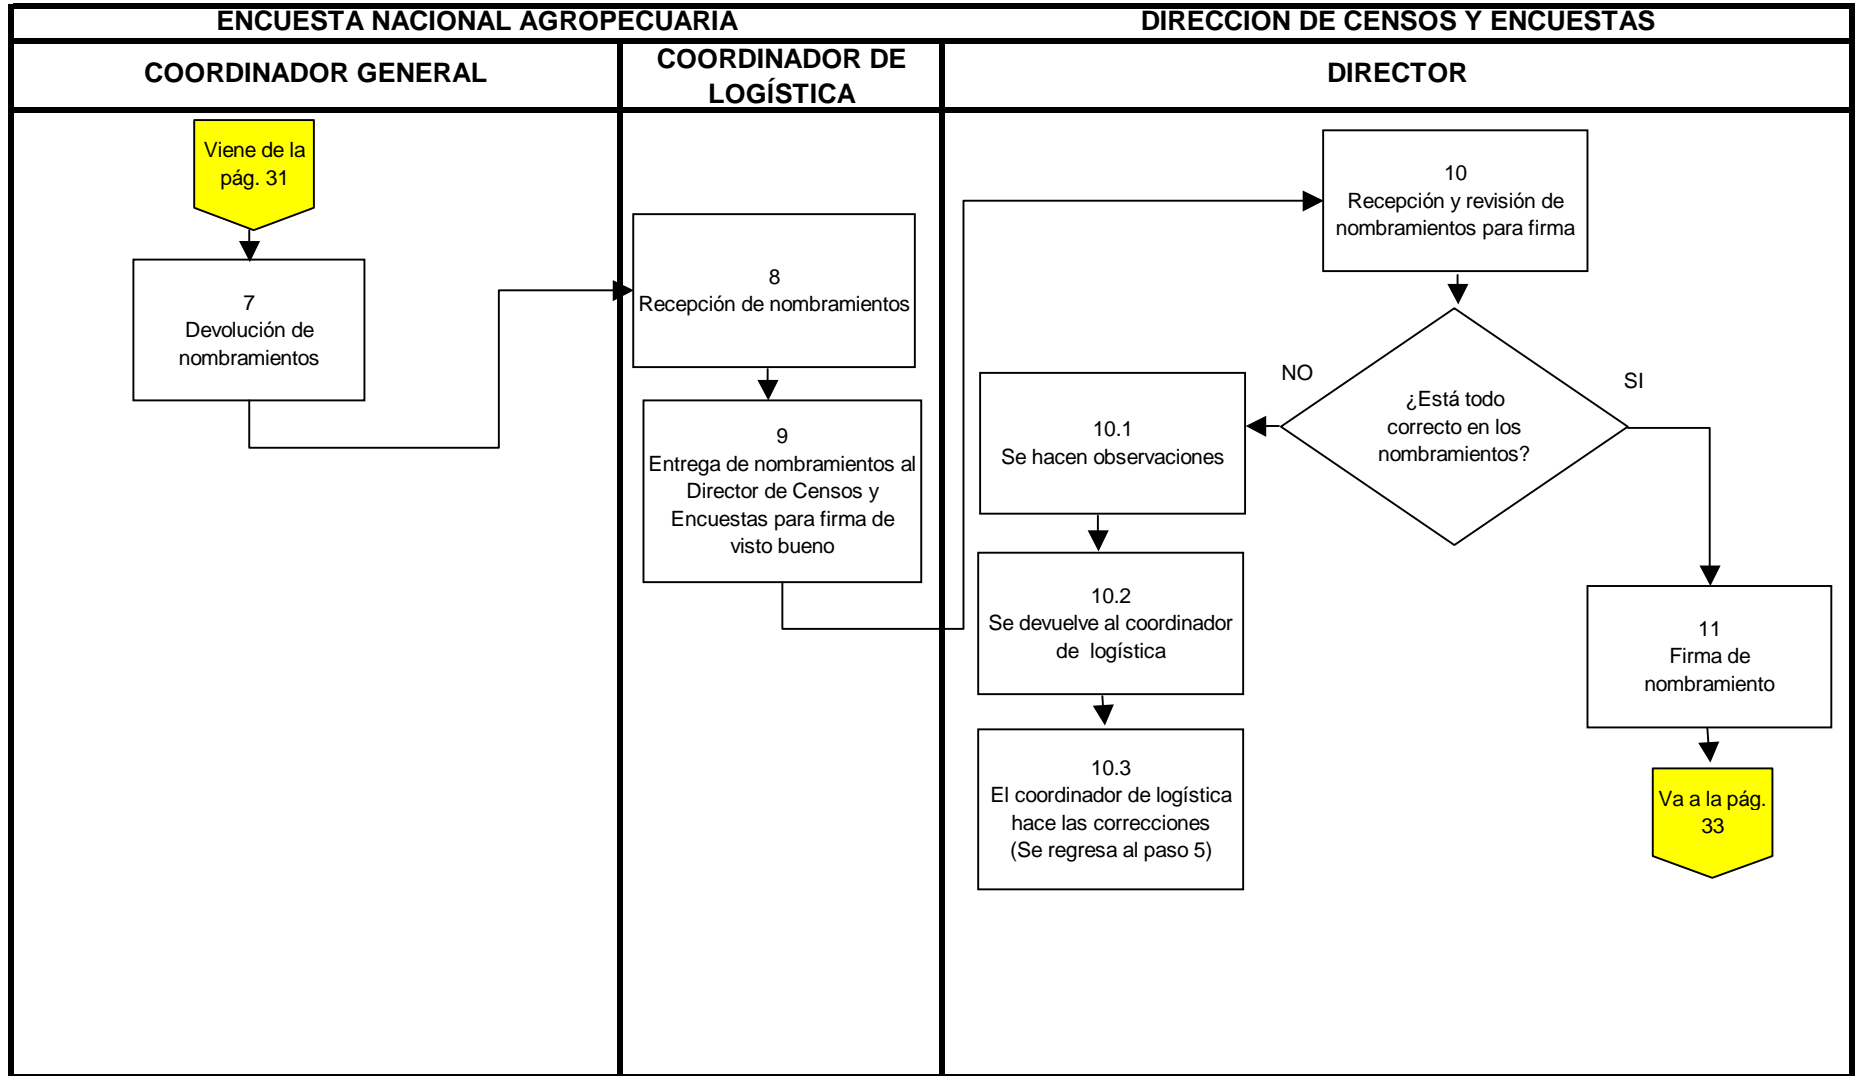 ENCUESTA NACIONAL AGROPECUARIA
DIRECCION DE CENSOS Y ENCUESTAS
COORDINADOR GENERAL
COORDINADOR DE
LOGÍSTICA
DIRECTOR
Viene de la
pág. 31
7
Devolución de
nombramientos
8
Recepción de nombramientos
9
Entrega de nombramientos al
Director de Censos y
Encuestas para firma de
visto bueno
10
Recepción y revisión de
nombramientos para firma
¿Está todo
correcto en los
nombramientos?
NO
SI
10.1
Se hacen observaciones
10.2
Se devuelve al coordinador
de logística
10.3
El coordinador de logística
hace las correcciones
(Se regresa al paso 5)
11
Firma de
nombramiento
Va a la pág.
33